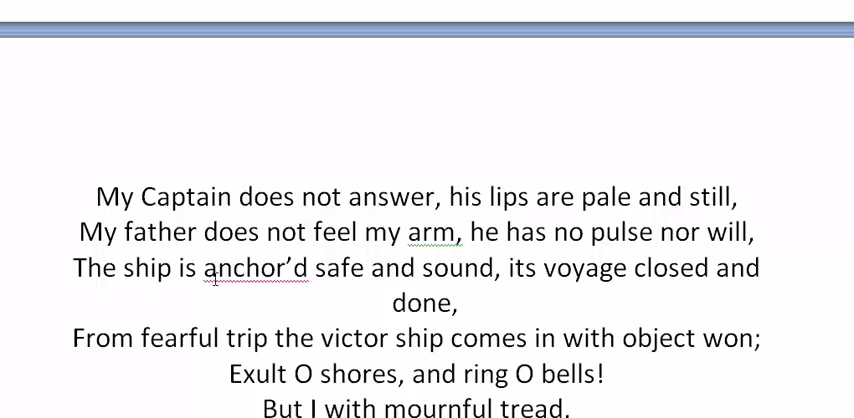 My Captain does not answer, his lips are pale and still,
My father does not feel my arm, he has no pulse nor will,
The ship is anchor’d safe and sound, its voyage closed and
done,
From fearful trip the victor ship comes in with object won;
Exult O shores, and ring O bells!
But I with mournful tread,